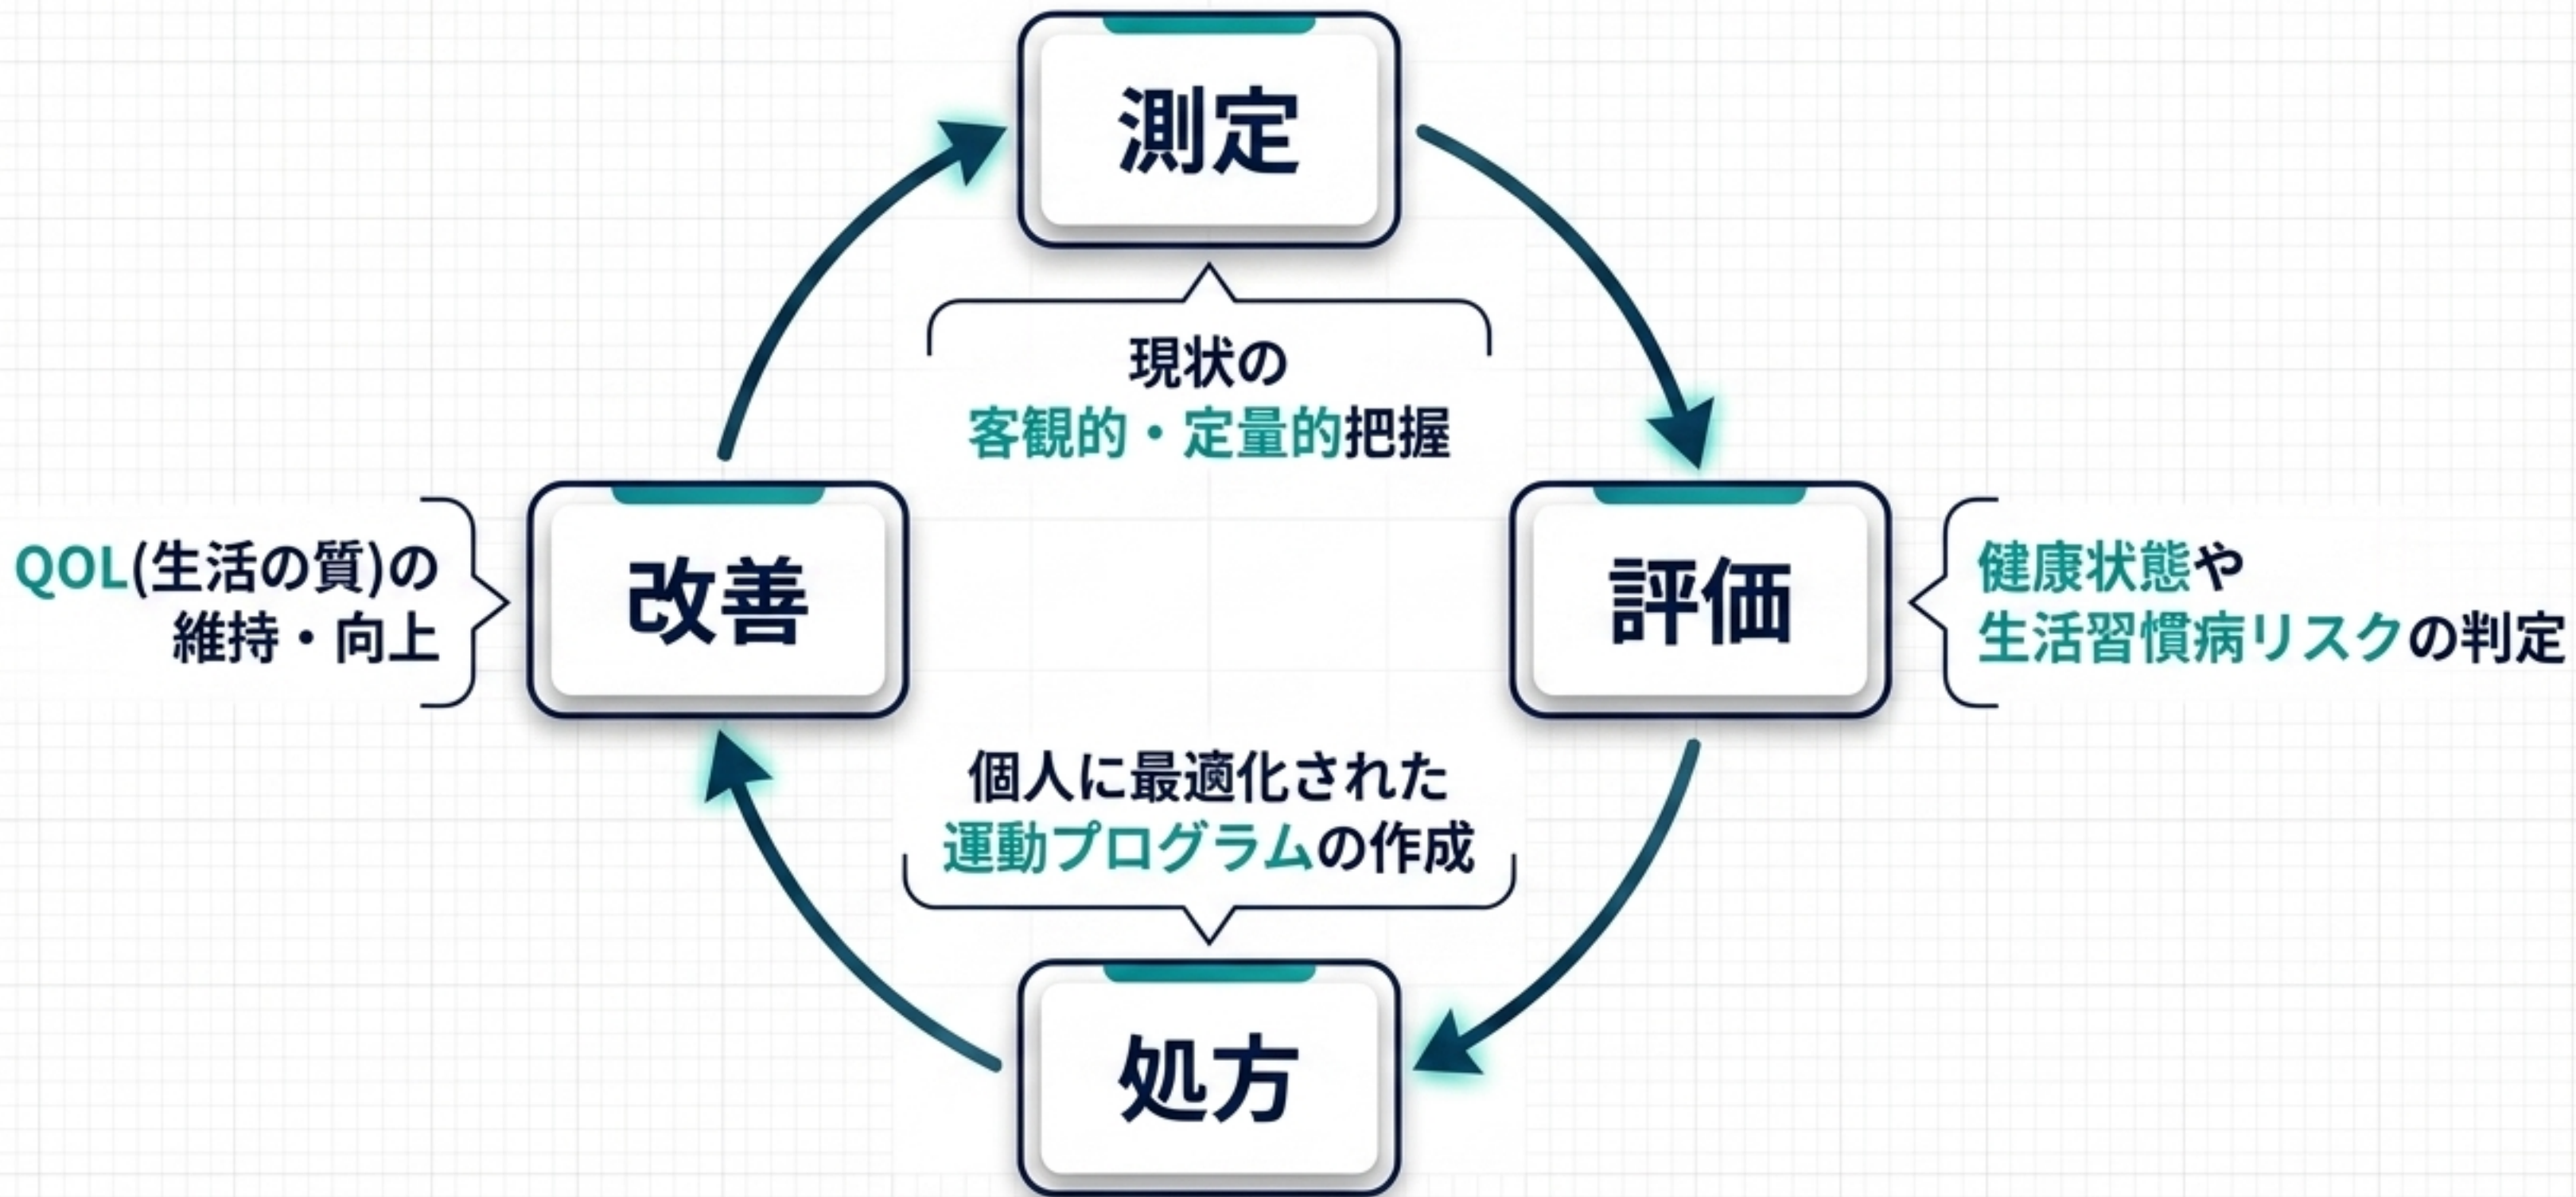 測定
現状の
客観的・定量的把握
改善
QOL(生活の質)の
維持・向上
評価
健康状態や
生活習慣病リスクの判定
個人に最適化された
運動プログラムの作成
処方